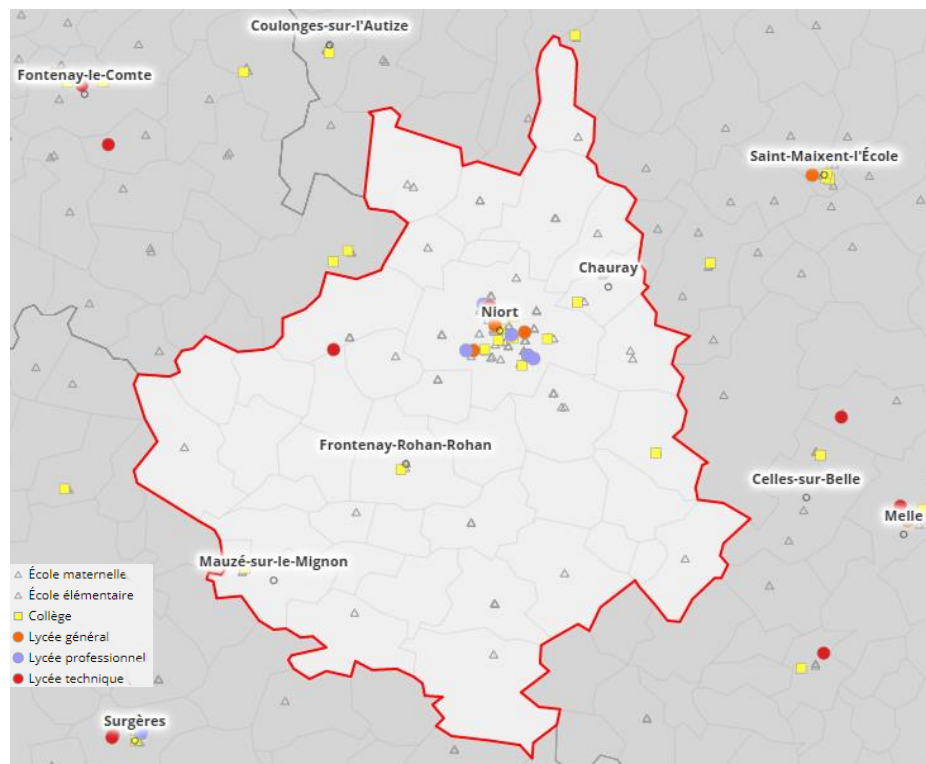 Coulonges-sur-l'Autize
Fontenay-le-Comte
Saint-Maixent-l'École
Chauray
Niort
Frontenay-Rohan-Rohan
Celles-sur-Belle
Melle
Mauzé-sur-le-Mignon
École maternelle
École élémentaire
Collège
Lycée général
Lycée professionnel
Lycée technique
Surgères